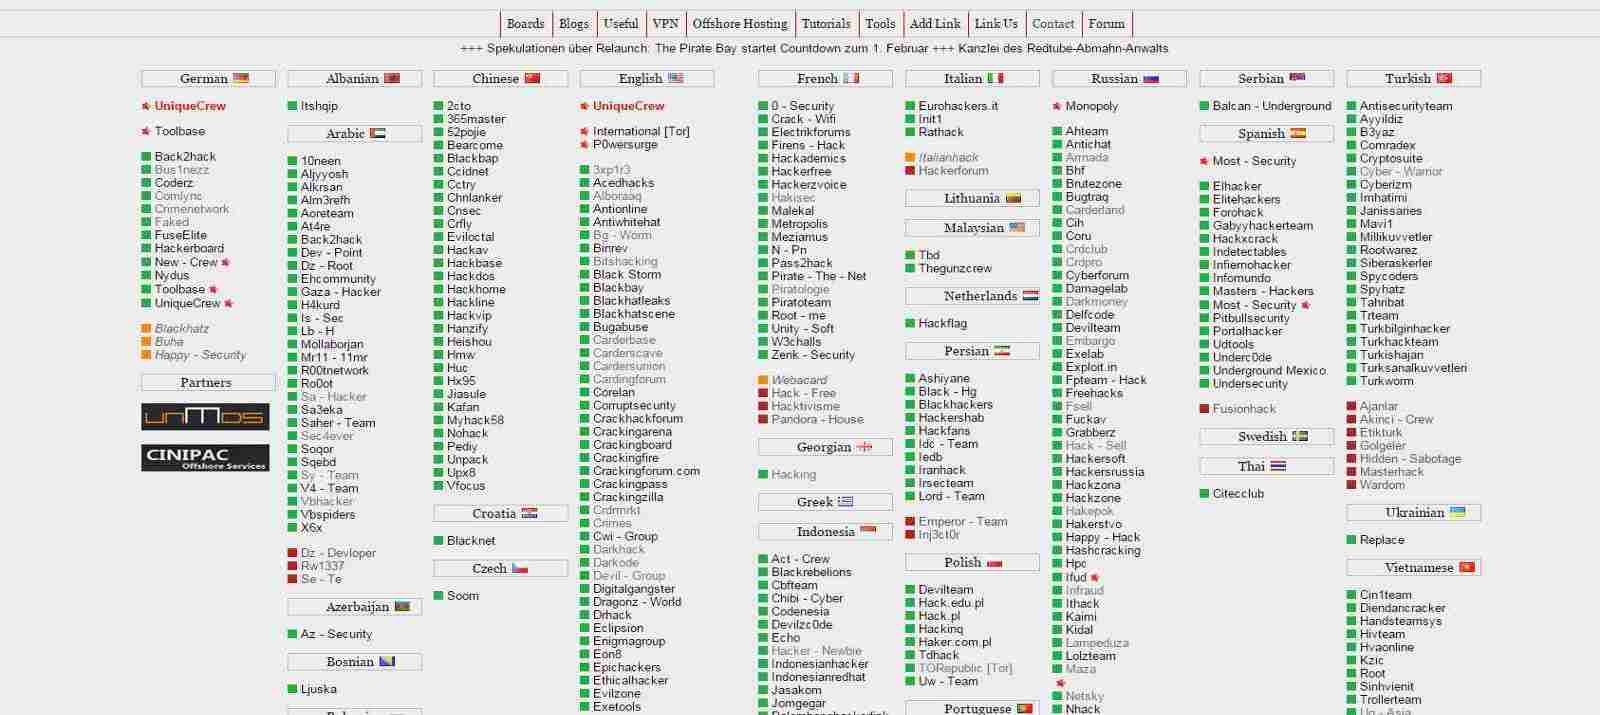 Boards Blogs Useful VPN Offshore Hosting Tutorials Tools Add Link Link Us Contact Forum
+++ Spekulationen über Relaunch: The Pirate Bay startet Countdown zum 1. Februar +++ Kanzlei des Redtube-Abmahn-Anwalts
German
UniqueCrew
Toolbase
Back2hack
Bus1nezz
Coderz
Comlync
Crimenetwork
Faked
FuseElite
Hackerboard
New - Crew
Nydus
Toolbase
UniqueCrew
Blackhatz
Buha
Happy - Security
Partners
unMDS
CINIPAC
Offshore Services
Albanian
Itshqip
Arabic
10neen
Aljyyosh
Alkrsan
Alm3refh
Aoreteam
At4re
Back2hack
Dev - Point
Dz - Root
Ehcommunity
Gaza - Hacker
H4kurd
Is - Sec
Lb - H
Mollaborjan
Mr11 - 11mr
R00tnetwork
Ro0ot
Sa - Hacker
Sa3eka
Saher - Team
Sec4ever
Soqor
Sqebd
Sy - Team
V4 - Team
Vbhacker
Vbspiders
X6x
Dz - Devloper
Rw1337
Se - Te
Azerbaijan
Az - Security
Bosnian
Ljuska
Chinese
2cto
365master
52pojie
Bearcome
Blackbap
Ccidnet
Cctry
Chnlanker
Cnsec
Crfly
Eviloctal
Hackav
Hackbase
Hackdos
Hackhome
Hackline
Hackvip
Hanzify
Heishou
Hmw
Huc
Hx95
Jiasule
Kafan
Myhack58
Nohack
Pediy
Unpack
Upx8
Vfocus
Croatia
Blacknet
Czech
Soom
English
UniqueCrew
International [Tor]
P0wersurge
3xp1r3
Acedhacks
Alboraaq
Antionline
Antiwhitehat
Bg - Worm
Binrev
Bitshacking
Black Storm
Blackbay
Blackhatleaks
Blackhatscene
Bugabuse
Carderbase
Carderscave
Cardersunion
Cardingforum
Corelan
Corruptsecurity
Crackhackforum
Crackingarena
Crackingboard
Crackingfire
Crackingforum.com
Crackingpass
Crackingzilla
Crdrmrkt
Crimes
Cwi - Group
Darkhack
Darkode
Devil - Group
Digitalgangster
Dragonz - World
Drhack
Eclipsion
Enigmagroup
Eon8
Epichackers
Ethicalhacker
Evilzone
Exetools
French
0 - Security
Crack - Wifi
Electrikforums
Firens - Hack
Hackademics
Hackerfree
Hackerzvoice
Hakisec
Malekal
Metropolis
Meziamus
N - Pn
Pass2hack
Pirate - The - Net
Piratologie
Piratoteam
Root - me
Unity - Soft
W3challs
Zenk - Security
Webacard
Hack - Free
Hacktivisme
Pandora - House
Georgian
Hacking
Greek
Indonesia
Act - Crew
Blackrebelions
Cbfteam
Chibi - Cyber
Codenesia
Devilzc0de
Echo
Hacker - Newbie
Indonesianhacker
Indonesianredhat
Jasakom
Jomgegar
Italian
Eurohackers.it
Init1
Rathack
Italianhack
Hackerforum
Lithuania
Malaysian
Tbd
Thegunzcrew
Netherlands
Hackflag
Persian
Ashiyane
Black - Hg
Blackhackers
Hackershab
Hackfans
Idc - Team
Iedb
Iranhack
Irsecteam
Lord - Team
Emperor - Team
Inj3ct0r
Polish
Devilteam
Hack.edu.pl
Hack.pl
Hackinq
Haker.com.pl
Tdhack
TORepublic [Tor]
Uw - Team
Portuguese
Russian
Monopoly
Ahteam
Antichat
Armada
Bhf
Brutezone
Bugtraq
Carderland
Cih
Coru
Crdclub
Crdpro
Cyberforum
Damagelab
Darkmoney
Delfcode
Devilteam
Embargo
Exelab
Exploit.in
Fpteam - Hack
Freehacks
Fsell
Fuckav
Grabberz
Hack - Sell
Hackersoft
Hackersrussia
Hackzona
Hackzone
Hakepok
Hakerstvo
Happy - Hack
Hashcracking
Hpc
Ifud
Infraud
Ithack
Kaimi
Kidal
Lampeduza
Lolzteam
Maza
Netsky
Nhack
Serbian
Balcan - Underground
Spanish
Most - Security
Elhacker
Elitehackers
Forohack
Gabyyhackerteam
Hackxcrack
Indetectables
Infiernohacker
Infomundo
Masters - Hackers
Most - Security
Pitbullsecurity
Portalhacker
Udtools
Underc0de
Underground Mexico
Undersecurity
Fusionhack
Swedish
Thai
Citecclub
Turkish
Antisecurityteam
Ayyildiz
B3yaz
Comradex
Cryptosuite
Cyber - Warrior
Cyberizm
Imhatimi
Janissaries
Mavi1
Millikuvvetler
Rootwarez
Siberaskerler
Spycoders
Spyhatz
Tahribat
Trteam
Turkbilginhacker
Turkhackteam
Turkishajan
Turksanalkuvvetleri
Turkworm
Ajanlar
Akinci - Crew
Etikturk
Golgeler
Hidden - Sabotage
Masterhack
Wardom
Ukrainian
Replace
Vietnamese
Cin1team
Diendancracker
Handsteamsys
Hivteam
Hvaonline
Kzic
Root
Sinhvienit
Trollerteam